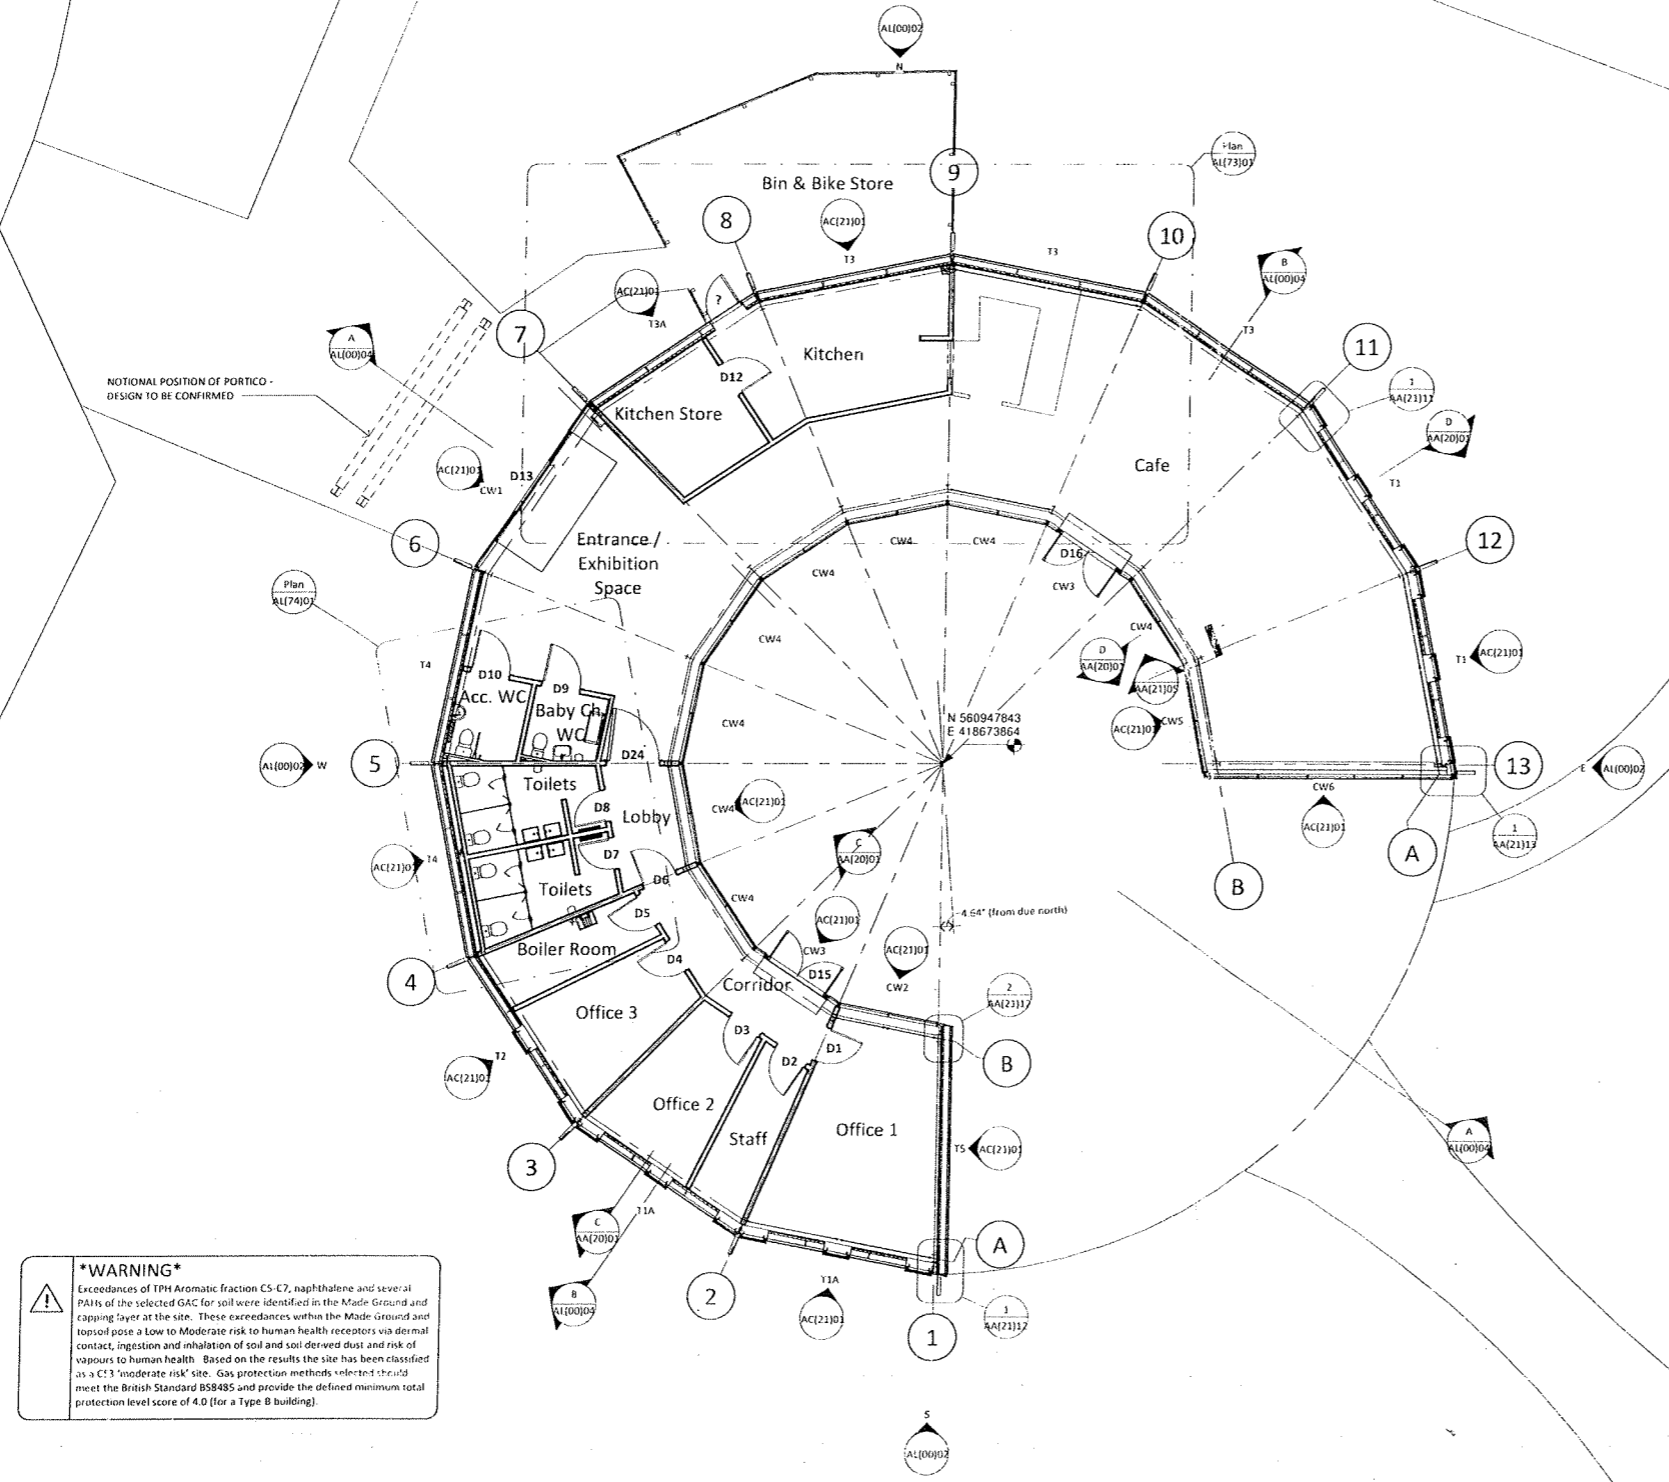 AL(00)02
N
Plan
AL(73)01
9
Bin & Bike Store
8
AC(21)01
10
T3
T3
B
AL(00)04
AC(21)01
?
T3A
7
A
AL(00)04
T3
11
Kitchen
NOTIONAL POSITION OF PORTICO -
DESIGN TO BE CONFIRMED
D12
Kitchen Store
1
AA(21)11
D
AA(20)01
AC(21)01
CW1
D13
Cafe
T1
6
Entrance /
Exhibition
Space
CW4
CW4
D16
12
CW4
CW3
Plan
AL(74)01
CW4
CW4
T4
D10
D9
Acc. WC
Baby Ch.
WC
D
AA(20)01
AA(21)05
T1
AC(21)01
CW4
N 560947843
E 418673864
AC(21)01
CW5
D24
AL(00)02
W
5
13
E
AL(00)02
Toilets
D8
Lobby
CW4
AC(21)01
CW6
AC(21)01
1
AA(21)13
A
AC(21)01
T4
D7
D6
C
AA(20)01
B
Toilets
CW4
D5
AC(21)01
4.64° (from due north)
Boiler Room
D4
CW3
AC(21)01
4
Corridor
D15
CW2
2
AA(21)12
Office 3
D3
D2
D1
T2
AC(21)01
B
Office 2
Staff
Office 1
T5
AC(21)01
A
AL(00)04
3
T1A
C
AA(20)01
A
B
AL(00)04
2
T1A
AC(21)01
1
1
AA(21)12
*WARNING*
Exceedances of TPH Aromatic fraction C5-C7, naphthalene and several
PAHs of the selected GAC for soil were identified in the Made Ground and
capping layer at the site. These exceedances within the Made Ground and
topsoil pose a Low to Moderate risk to human health receptors via dermal
contact, ingestion and inhalation of soil and soil derived dust and risk of
vapours to human health Based on the results the site has been classified
as a CS3 'moderate risk' site. Gas protection methods selected should
meet the British Standard BS8485 and provide the defined minimum total
protection level score of 4.0 (for a Type B building).
S
AL(00)02